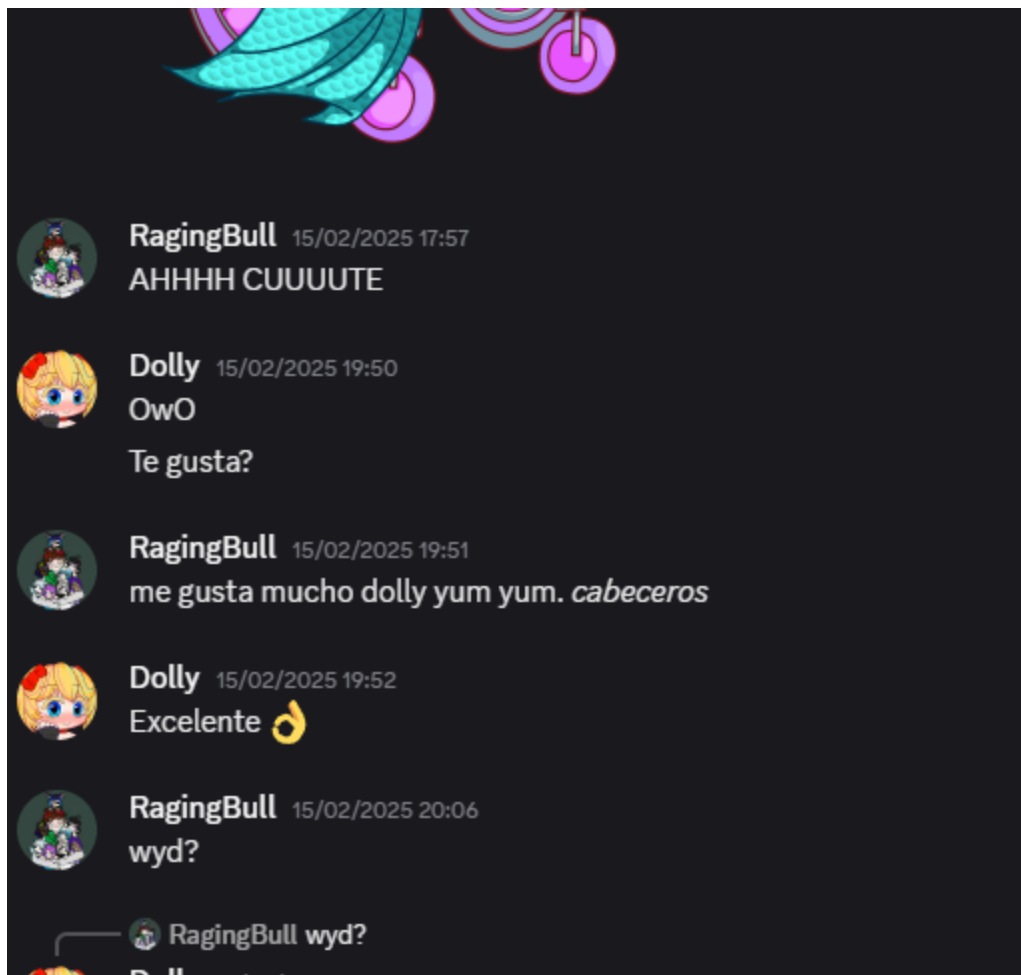 RagingBull 15/02/2025 17:57
AHHHH CUUUUTE
Dolly 15/02/2025 19:50
OwO
Te gusta?
RagingBull 15/02/2025 19:51
me gusta mucho dolly yum yum. cabeceros
Dolly 15/02/2025 19:52
Excelente 👌
RagingBull 15/02/2025 20:06
wyd?
RagingBull wyd?